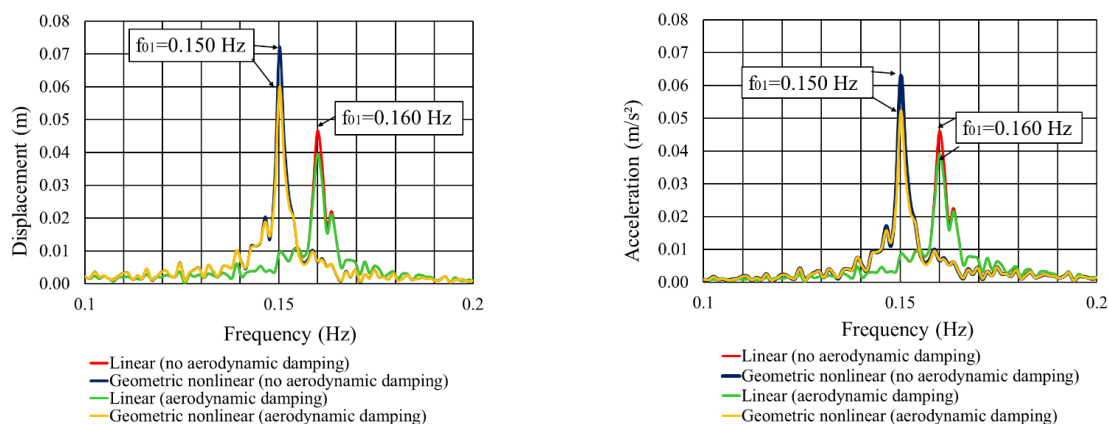 Displacement (m)
0.08
0.07
0.06
0.05
0.04
0.03
0.02
0.01
0.00
f01=0.150 Hz
f01=0.160 Hz
0.1
0.15
0.2
Frequency (Hz)
Linear (no aerodynamic damping)
Geometric nonlinear (no aerodynamic damping)
Linear (aerodynamic damping)
Geometric nonlinear (aerodynamic damping)
Acceleration (m/s²)
0.08
0.07
0.06
0.05
0.04
0.03
0.02
0.01
0.00
f01=0.150 Hz
f01=0.160 Hz
0.1
0.15
0.2
Frequency (Hz)
Linear (no aerodynamic damping)
Geometric nonlinear (no aerodynamic damping)
Linear (aerodynamic damping)
Geometric nonlinear (aerodynamic damping)